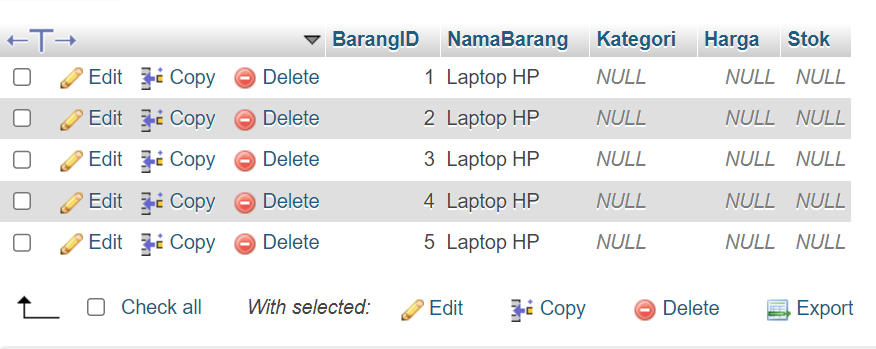 BarangID NamaBarang Kategori Harga Stok
Edit Copy Delete 1 Laptop HP NULL NULL NULL
Edit Copy Delete 2 Laptop HP NULL NULL NULL
Edit Copy Delete 3 Laptop HP NULL NULL NULL
Edit Copy Delete 4 Laptop HP NULL NULL NULL
Edit Copy Delete 5 Laptop HP NULL NULL NULL
Check all With selected: Edit Copy Delete Export